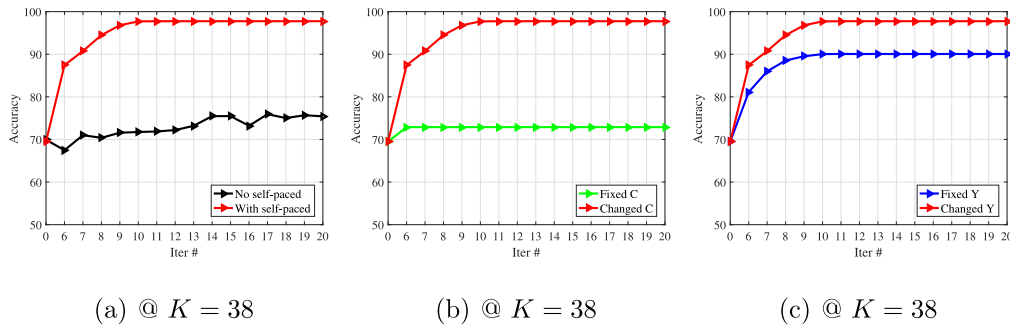 100
90
80
70
60
50
Accuracy
0 6 7 8 9 10 11 12 13 14 15 16 17 18 19 20
Iter #
No self-paced
With self-paced
(a) @ K = 38
100
90
80
70
60
50
Accuracy
0 6 7 8 9 10 11 12 13 14 15 16 17 18 19 20
Iter #
Fixed C
Changed C
(b) @ K = 38
100
90
80
70
60
50
Accuracy
0 6 7 8 9 10 11 12 13 14 15 16 17 18 19 20
Iter #
Fixed Y
Changed Y
(c) @ K = 38